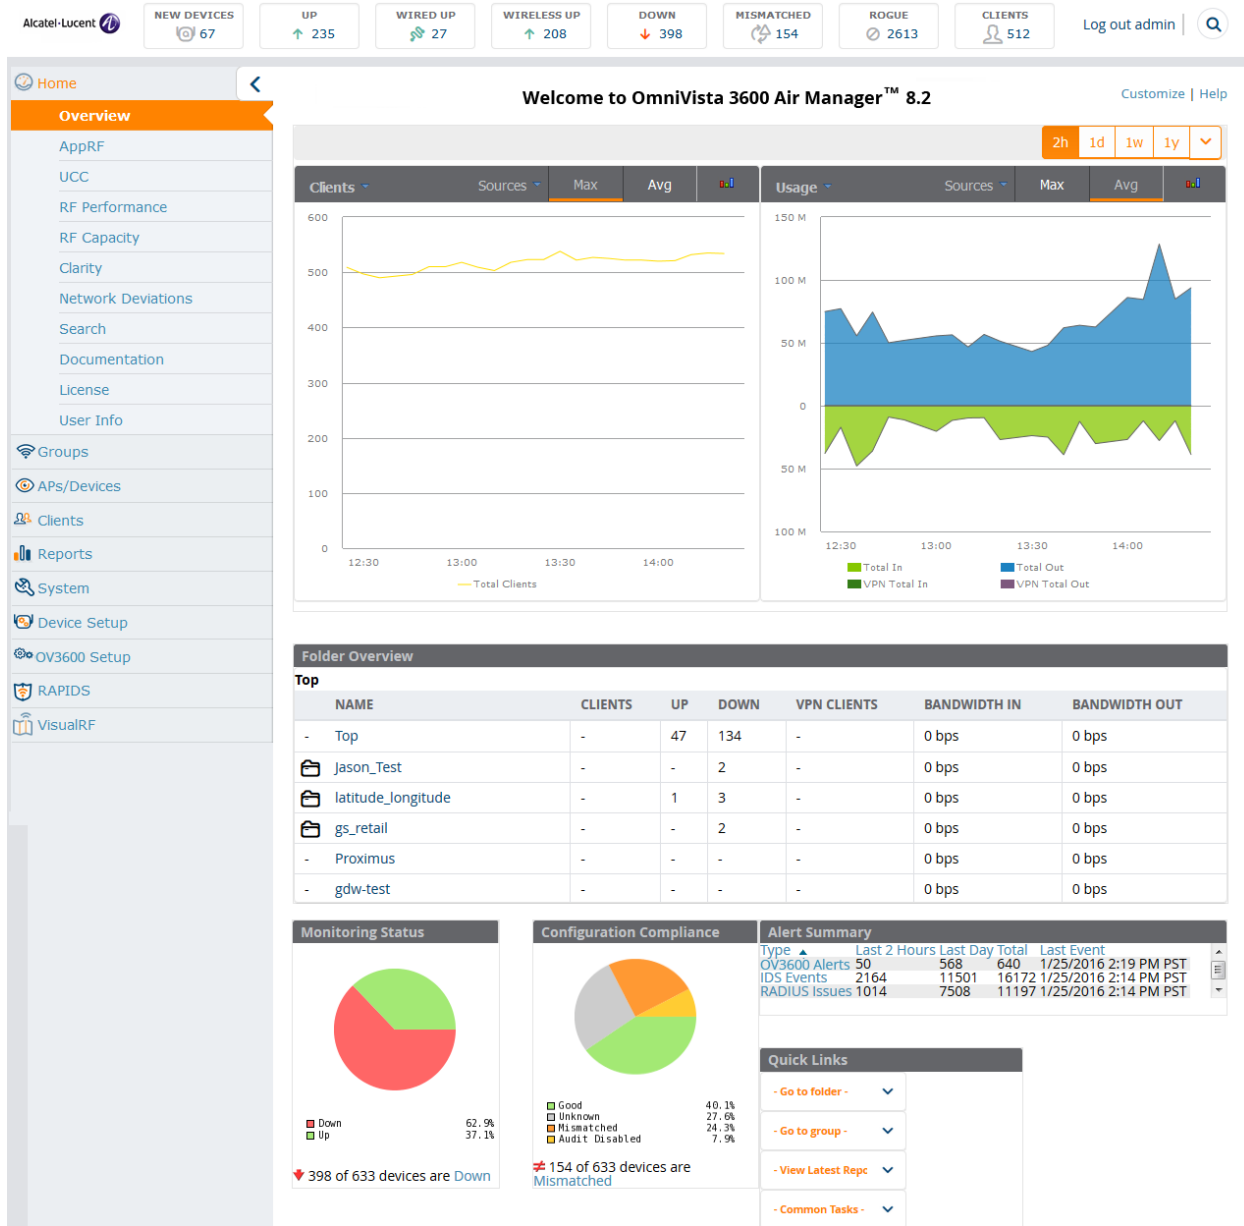 Alcatel·Lucent
NEW DEVICES
67
UP
235
WIRED UP
27
WIRELESS UP
208
DOWN
398
MISMATCHED
154
ROGUE
2613
CLIENTS
512
Log out admin
Home
Overview
AppRF
UCC
RF Performance
RF Capacity
Clarity
Network Deviations
Search
Documentation
License
User Info
Groups
APs/Devices
Clients
Reports
System
Device Setup
OV3600 Setup
RAPIDS
VisualRF
Welcome to OmniVista 3600 Air Manager™ 8.2
Customize | Help
2h 1d 1w 1y
Clients Sources Max Avg
600
500
400
300
200
100
0
12:30 13:00 13:30 14:00
Total Clients
Usage Sources Max Avg
150 M
100 M
50 M
0
50 M
100 M
12:30 13:00 13:30 14:00
Total In Total Out
VPN Total In VPN Total Out
Folder Overview
Top
NAME CLIENTS UP DOWN VPN CLIENTS BANDWIDTH IN BANDWIDTH OUT
- Top - 47 134 - 0 bps 0 bps
Jason_Test - - 2 - 0 bps 0 bps
latitude_longitude - 1 3 - 0 bps 0 bps
gs_retail - - 2 - 0 bps 0 bps
- Proximus - - - - 0 bps 0 bps
- gdw-test - - - - 0 bps 0 bps
Monitoring Status
Down 62.9%
Up 37.1%
398 of 633 devices are Down
Configuration Compliance
Good 40.1%
Unknown 27.6%
Mismatched 24.3%
Audit Disabled 7.9%
≠ 154 of 633 devices are
Mismatched
Alert Summary
Type Last 2 Hours Last Day Total Last Event
OV3600 Alerts 50 568 640 1/25/2016 2:19 PM PST
IDS Events 2164 11501 16172 1/25/2016 2:14 PM PST
RADIUS Issues 1014 7508 11197 1/25/2016 2:14 PM PST
Quick Links
- Go to folder -
- Go to group -
- View Latest Repc
- Common Tasks -